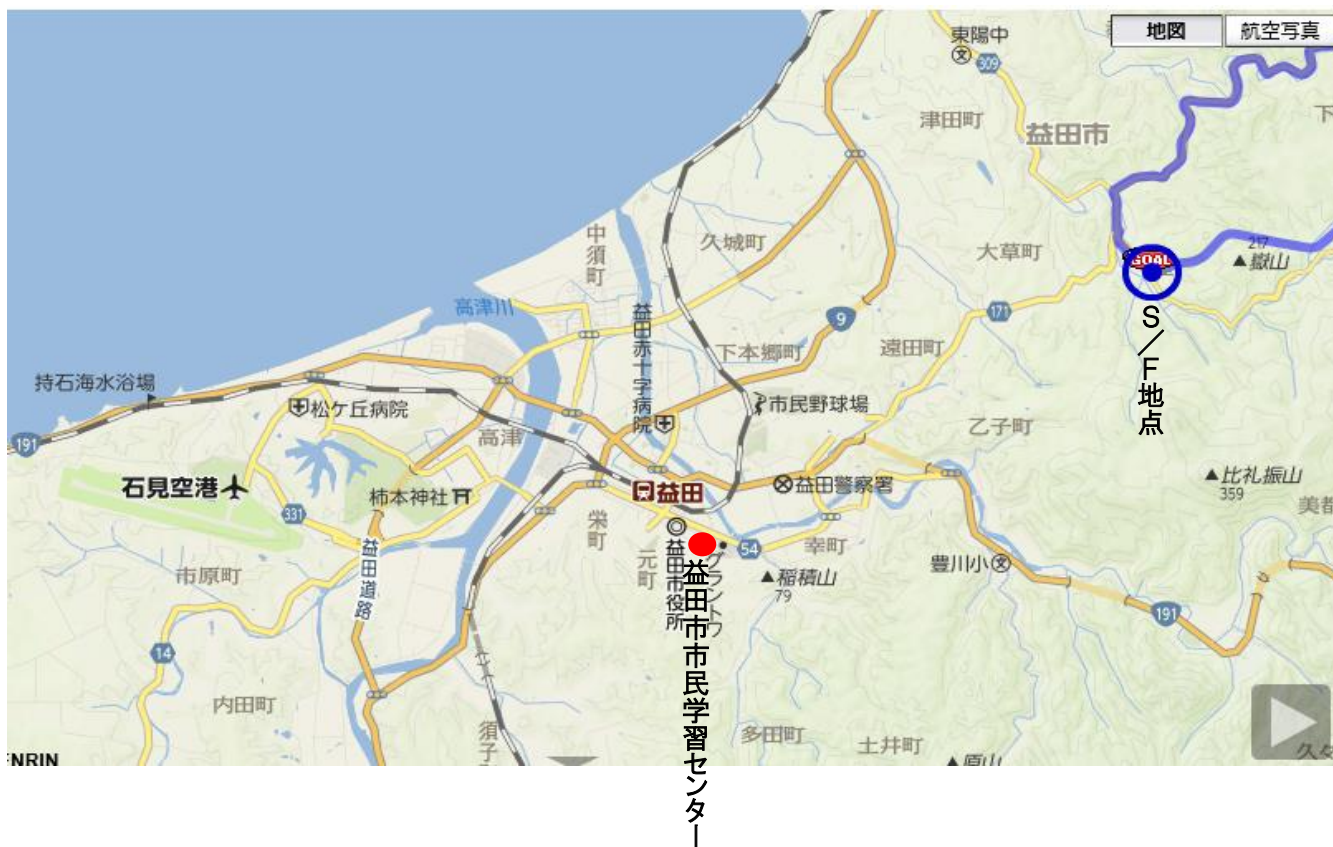 地図
航空写真
東陽中
309
津田町
益田市
下
中須町
久城町
大草町
217
嶽山
GOAL
S/F地点
高津川
益田赤十字病院
9
171
下本郷町
遠田町
持石海水浴場
松ケ丘病院
市民野球場
191
高津
乙子町
石見空港
柿本神社
益田
益田警察署
比礼振山
359
美都
331
栄町
元町
益田市役所
グラントワ
54
幸町
豊川小
市原町
益田道路
稲積山
79
191
14
内田町
益田市市民学習センター
須子
多田町
土井町
原山
久々
ENRIN